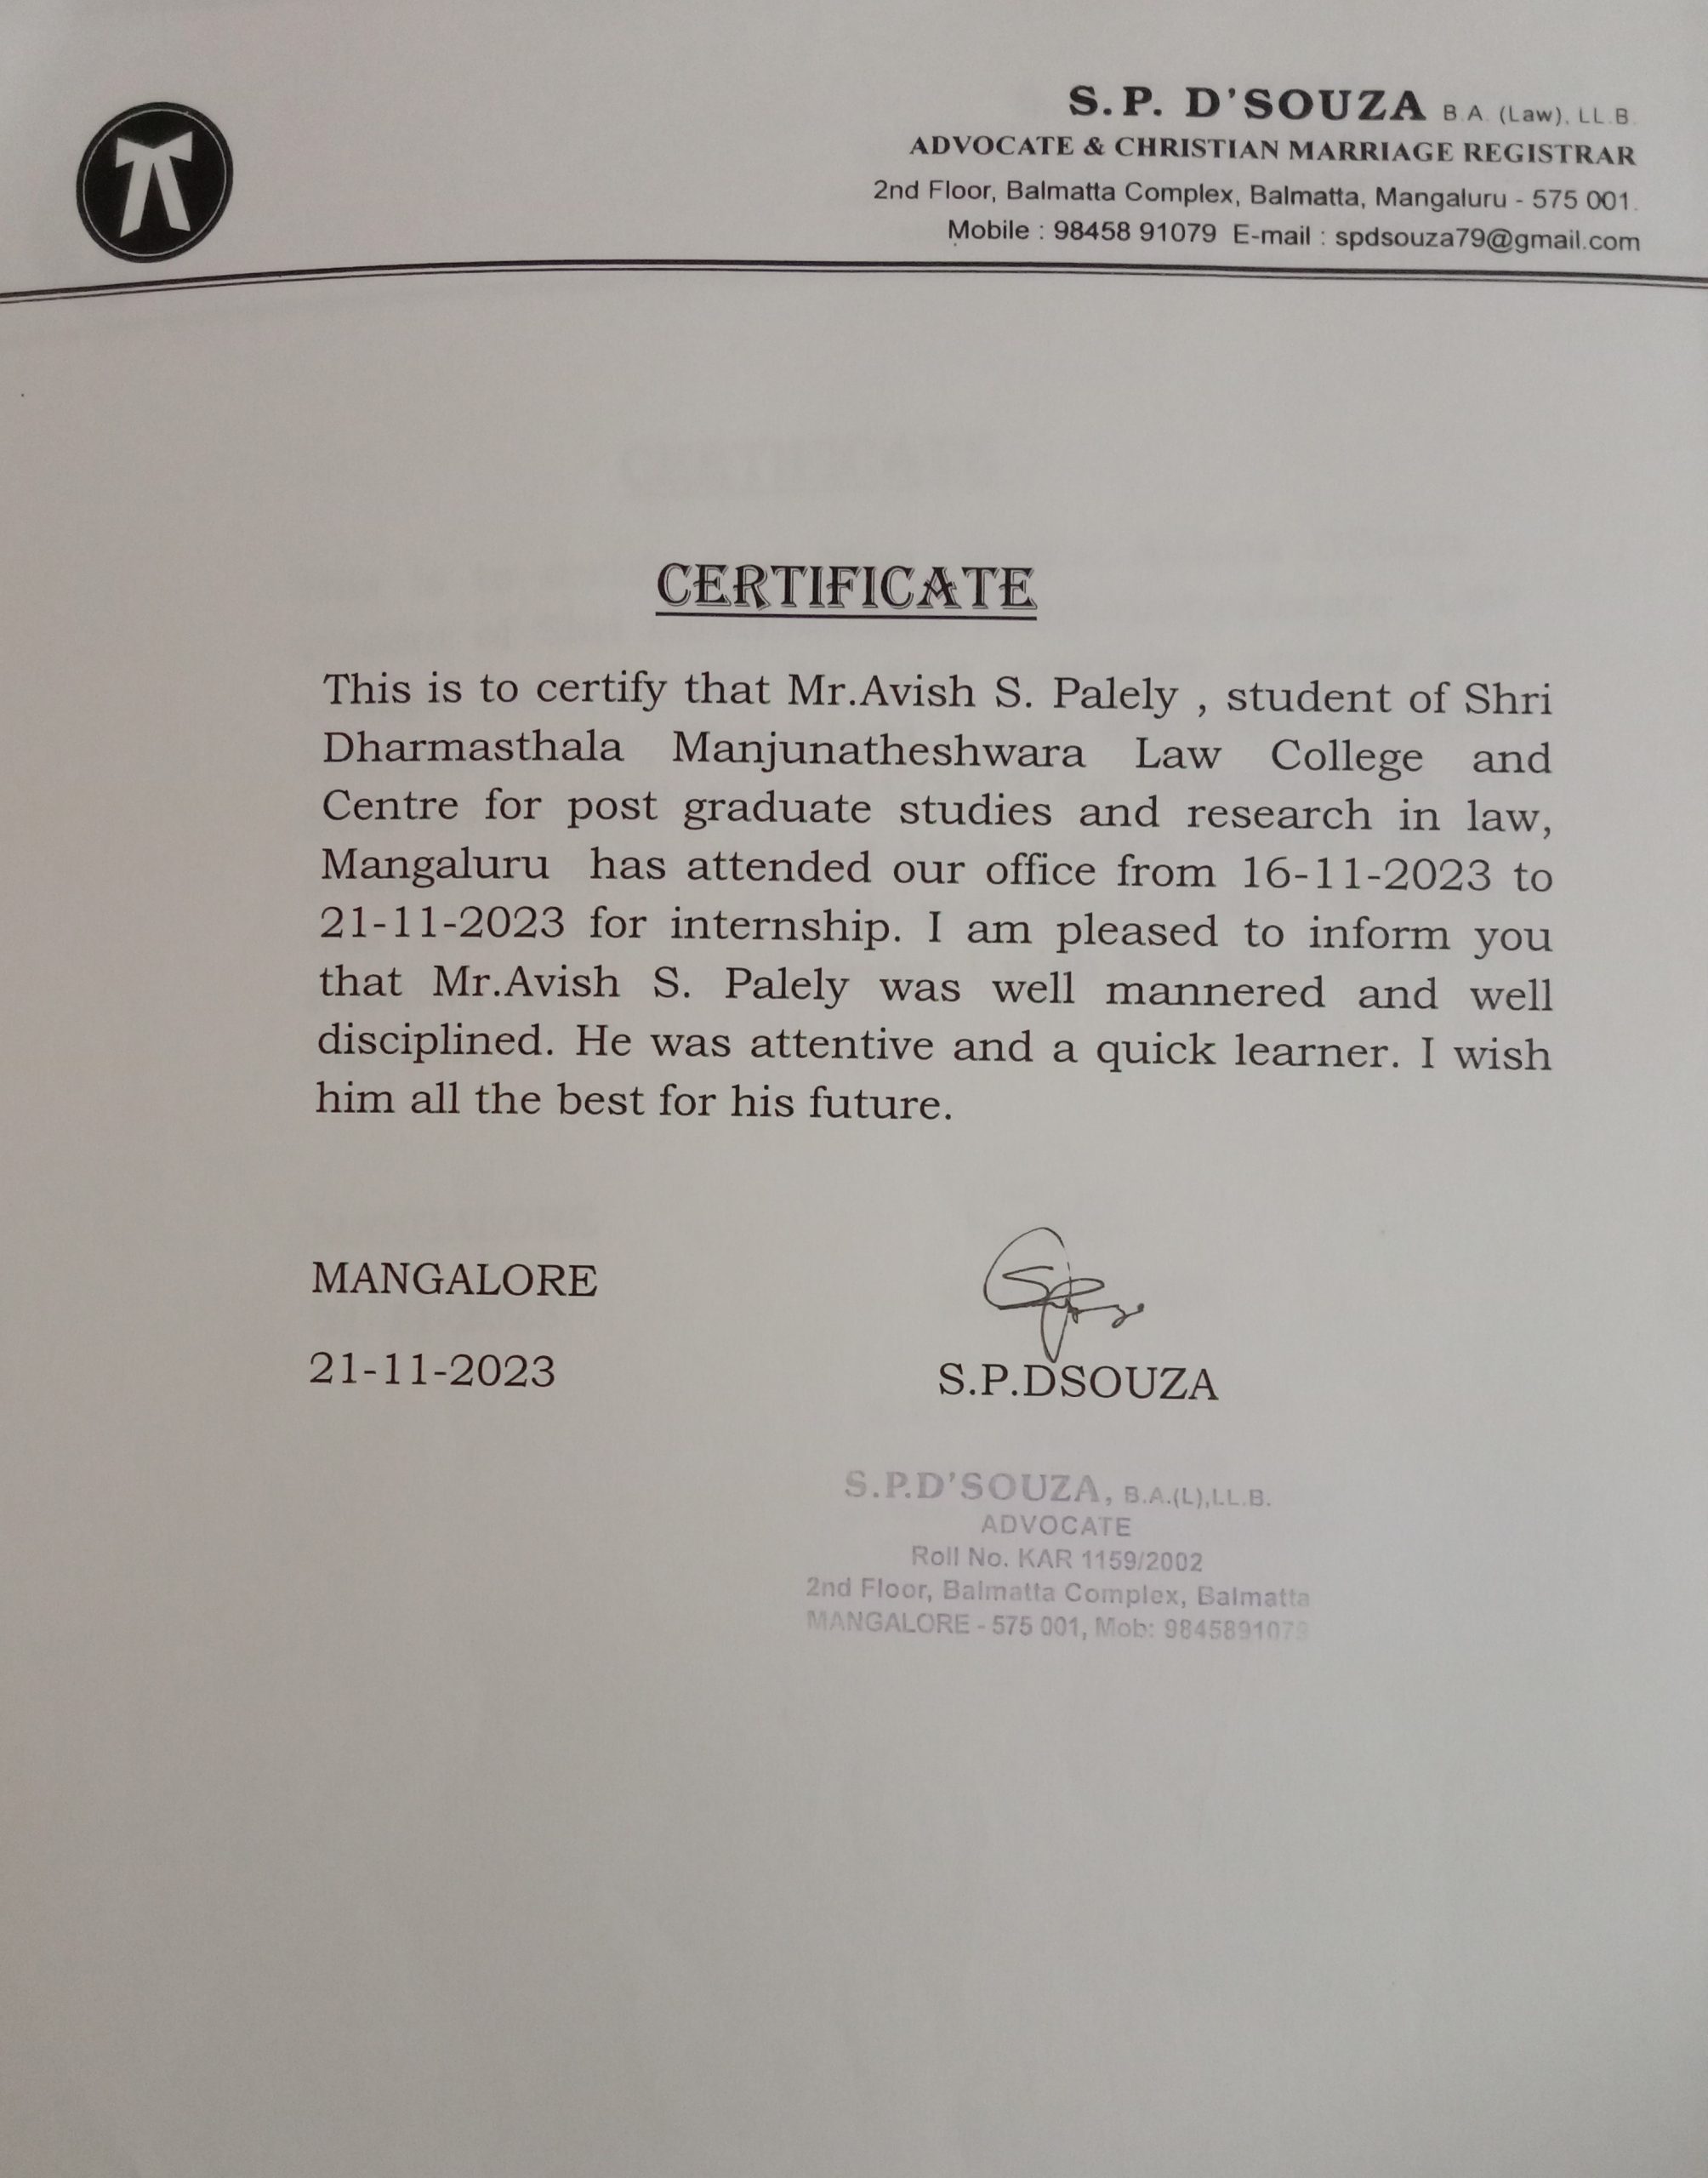 S.P. D'SOUZA B.A. (Law), LL.B.
ADVOCATE & CHRISTIAN MARRIAGE REGISTRAR
2nd Floor, Balmatta Complex, Balmatta, Mangaluru - 575 001.
Mobile : 98458 91079 E-mail : spdsouza79@gmail.com
CERTIFICATE
This is to certify that Mr.Avish S. Palely , student of Shri
Dharmasthala Manjunatheshwara Law College and
Centre for post graduate studies and research in law,
Mangaluru has attended our office from 16-11-2023 to
21-11-2023 for internship. I am pleased to inform you
that Mr.Avish S. Palely was well mannered and well
disciplined. He was attentive and a quick learner. I wish
him all the best for his future.
MANGALORE
21-11-2023
S.P.DSOUZA
S.P.D'SOUZA, B.A.(L),LL.B.
ADVOCATE
Roll No. KAR 1159/2002
2nd Floor, Balmatta Complex, Balmatta
MANGALORE - 575 001, Mob: 9845891079